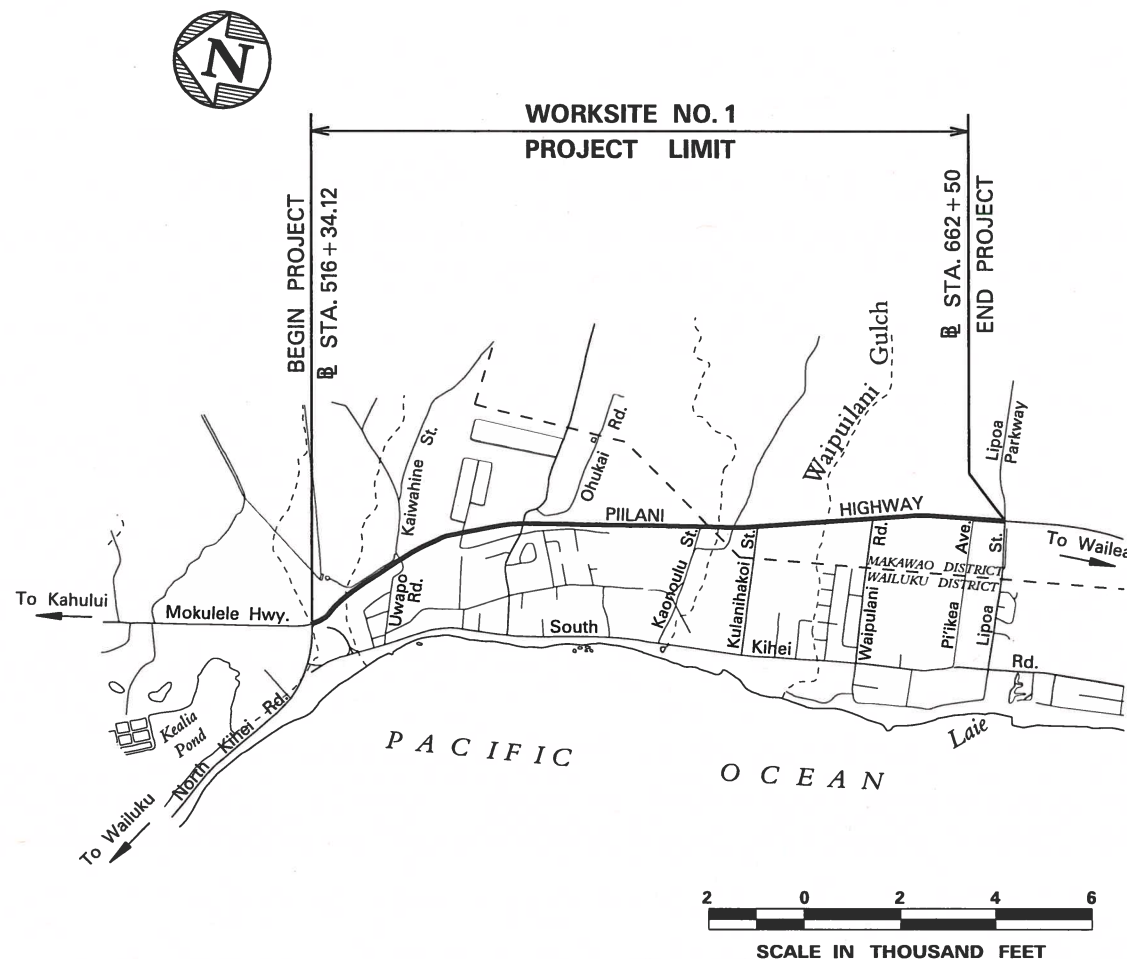 N
WORKSITE NO. 1
PROJECT LIMIT
BEGIN PROJECT
BL STA. 516 + 34.12
BL STA. 662 + 50
END PROJECT
Waipuilani Gulch
Lipoa
Parkway
Kaiwahine St.
Ohukai Rd.
PIILANI HIGHWAY
To Wailea
MAKAWAO DISTRICT
WAILUKU DISTRICT
To Kahului
Mokulele Hwy.
Uwapo
Rd.
Kaonoulu St.
Kulanihakoi St.
Waipulani Rd.
Pi'ikea Ave.
Lipoa St.
South Kihei Rd.
Kealia
Pond
North Kihei Rd.
To Wailuku
PACIFIC OCEAN
Laie
2 0 2 4 6
SCALE IN THOUSAND FEET